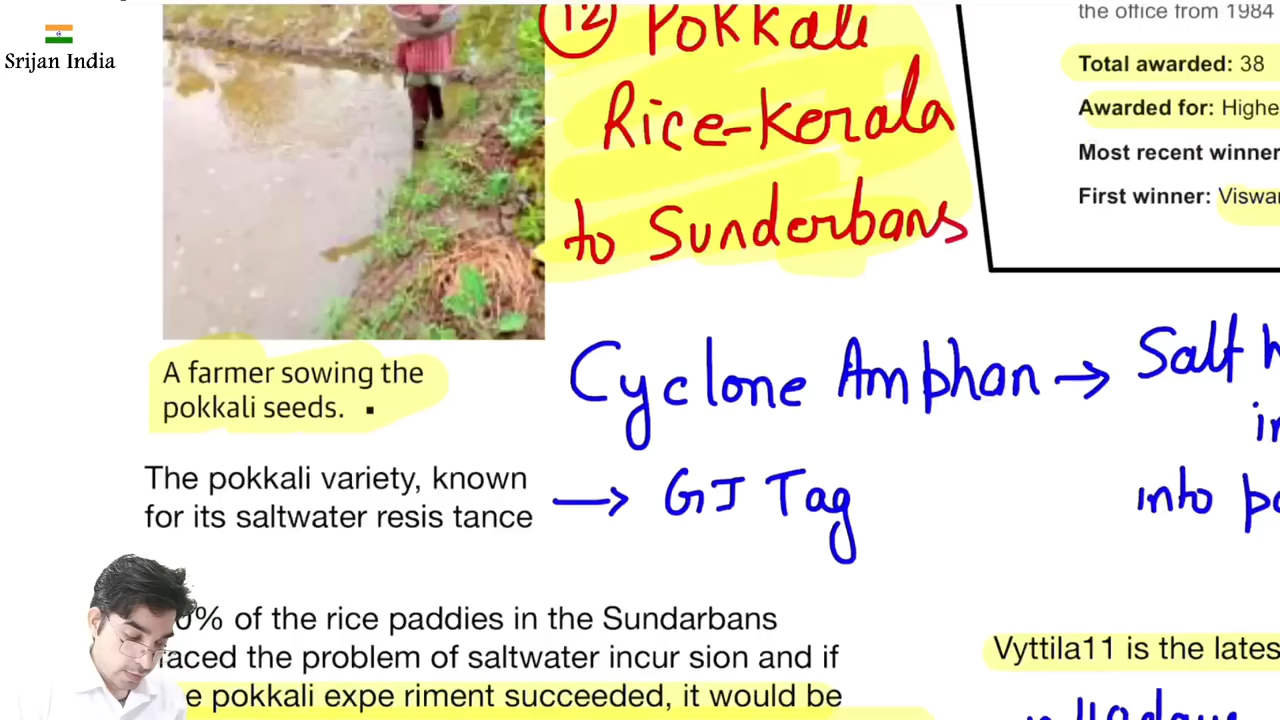 Srijan India
12 Pokkali
Rice-Kerala
to Sunderbans
the office from 1984
Total awarded: 38
Awarded for: Highe
Most recent winner
First winner: Viswa
A farmer sowing the
pokkali seeds.
Cyclone Amphan → Salt
The pokkali variety, known
for its saltwater resis tance
→ GI Tag
into
0% of the rice paddies in the Sundarbans
faced the problem of saltwater incur sion and if
e pokkali expe riment succeeded, it would be
Vyttila11 is the lates